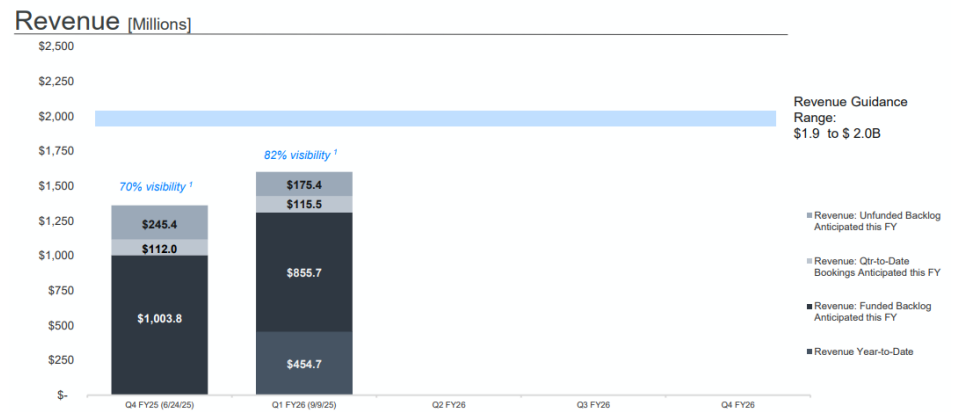 Revenue [Millions]
$2,500
$2,250
$2,000
$1,750
$1,500
$1,250
$1,000
$750
$500
$250
$-
70% visibility 1
$245.4
$112.0
$1,003.8
82% visibility 1
$175.4
$115.5
$855.7
$454.7
Q4 FY25 (6/24/25)
Q1 FY26 (9/9/25)
Q2 FY26
Q3 FY26
Q4 FY26
Revenue Guidance
Range:
$1.9 to $ 2.0B
Revenue: Unfunded Backlog
Anticipated this FY
Revenue: Qtr-to-Date
Bookings Anticipated this FY
Revenue: Funded Backlog
Anticipated this FY
Revenue Year-to-Date